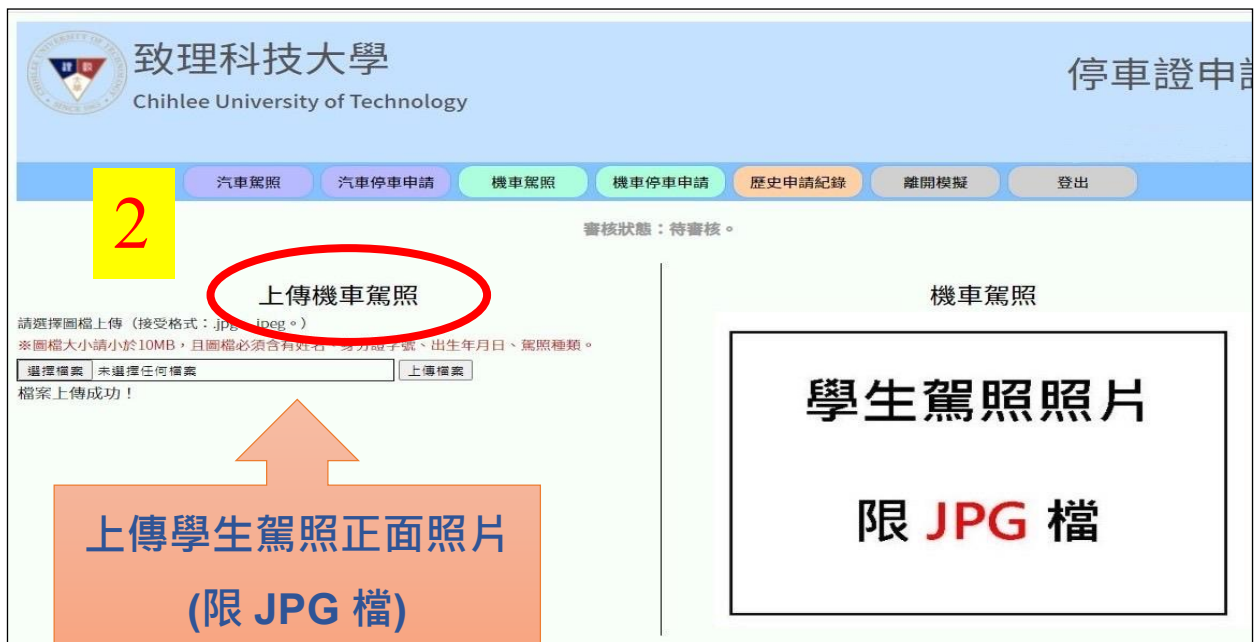 致理科技大學
Chihlee University of Technology
停車證申
汽車駕照
汽車停車申請
機車駕照
機車停車申請
歷史申請紀錄
離開模擬
登出
2
審核狀態：待審核。
上傳機車駕照
請選擇圖檔上傳（接受格式：.jpg、.jpeg。）
※圖檔大小請小於10MB，且圖檔必須含有姓名、身分證字號、出生年月日、駕照種類。
選擇檔案 未選擇任何檔案 上傳檔案
檔案上傳成功！
上傳學生駕照正面照片
(限 JPG 檔)
機車駕照
學生駕照照片
限 JPG 檔